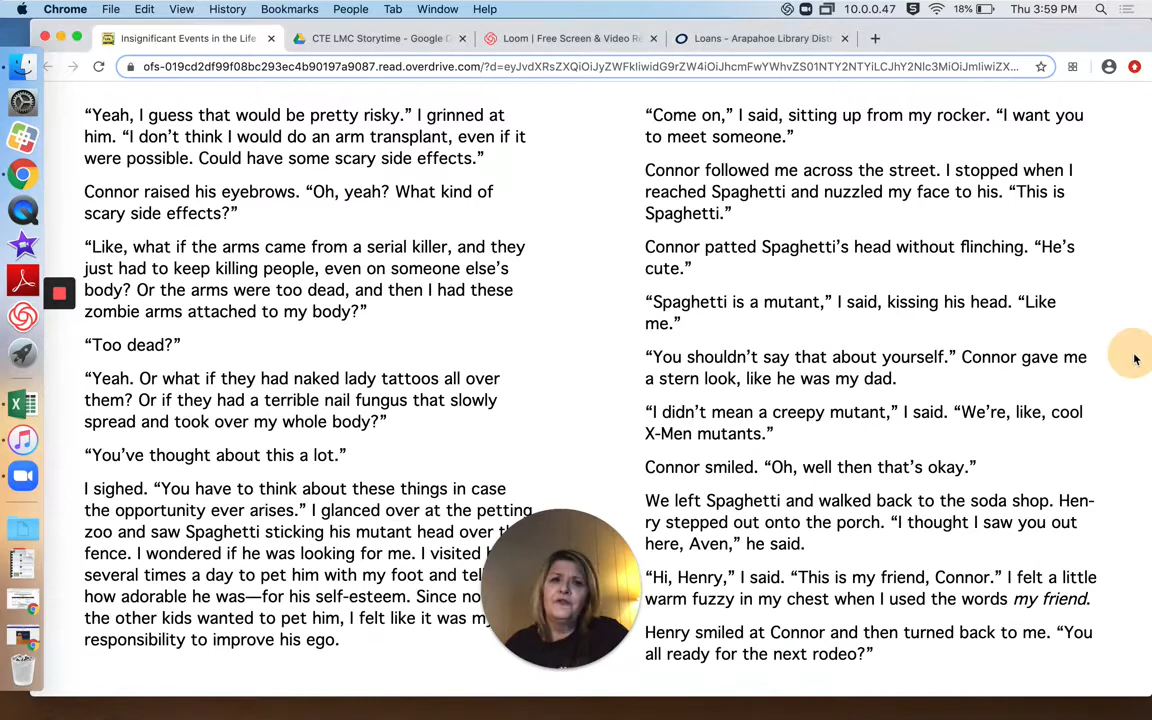 Chrome File Edit View History Bookmarks People Tab Window Help 10.0.0.47 18% Thu 3:59 PM
Insignificant Events in the Life
CTE LMC Storytime - Google D
Loom | Free Screen & Video Re
Loans – Arapahoe Library Distr
ofs-019cd2df99f08bc293ec4b90197a9087.read.overdrive.com/?d=
“Yeah, I guess that would be pretty risky.” I grinned at
him. “I don’t think I would do an arm transplant, even if it
were possible. Could have some scary side effects.”
Connor raised his eyebrows. “Oh, yeah? What kind of
scary side effects?”
“Like, what if the arms came from a serial killer, and they
just had to keep killing people, even on someone else’s
body? Or the arms were too dead, and then I had these
zombie arms attached to my body?”
“Too dead?”
“Yeah. Or what if they had naked lady tattoos all over
them? Or if they had a terrible nail fungus that slowly
spread and took over my whole body?”
“You’ve thought about this a lot.”
I sighed. “You have to think about these things in case
the opportunity ever arises.” I glanced over at the petting
zoo and saw Spaghetti sticking his mutant head over
fence. I wondered if he was looking for me. I visited
several times a day to pet him with my foot and tell
how adorable he was—for his self-esteem. Since
the other kids wanted to pet him, I felt like it was
responsibility to improve his ego.
“Come on,” I said, sitting up from my rocker. “I want you
to meet someone.”
Connor followed me across the street. I stopped when I
reached Spaghetti and nuzzled my face to his. “This is
Spaghetti.”
Connor patted Spaghetti’s head without flinching. “He’s
cute.”
“Spaghetti is a mutant,” I said, kissing his head. “Like
me.”
“You shouldn’t say that about yourself.” Connor gave me
a stern look, like he was my dad.
“I didn’t mean a creepy mutant,” I said. “We’re, like, cool
X-Men mutants.”
Connor smiled. “Oh, well then that’s okay.”
We left Spaghetti and walked back to the soda shop. Hen-
ry stepped out onto the porch. “I thought I saw you out
here, Aven,” he said.
“Hi, Henry,” I said. “This is my friend, Connor.” I felt a little
warm fuzzy in my chest when I used the words my friend.
Henry smiled at Connor and then turned back to me. “You
all ready for the next rodeo?”